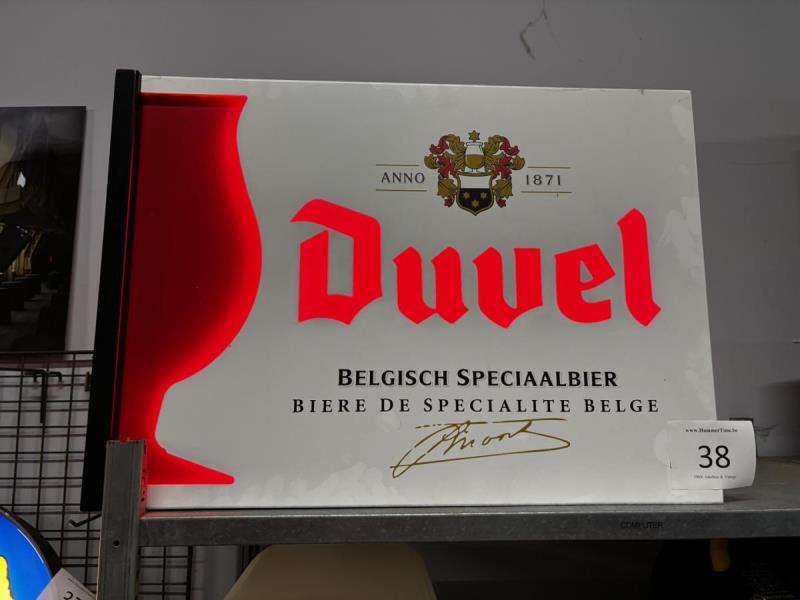 ANNO 1871
Duvel
BELGISCH SPECIAALBIER
BIERE DE SPECIALITE BELGE
www.HammerTime.be
38
COMPUTER